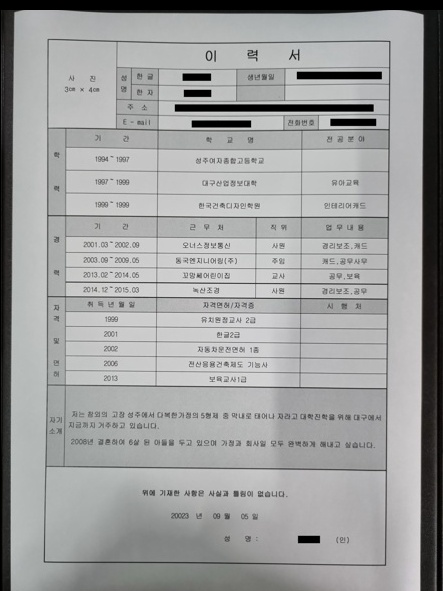 이 력 서
사 진
3cm × 4cm
성 명
한 글
생년월일
한 자
주 소
E - mail
전화번호
학 력
기 간 학 교 명 전 공 분 야
1994 ~ 1997 성주여자종합고등학교
1997 ~ 1999 대구산업정보대학 유아교육
1999 ~ 1999 한국건축디자인학원 인테리어캐드
경 력
기 간 근 무 처 직 위 업 무 내 용
2001.03 ~ 2002.09 오너스정보통신 사원 경리보조,캐드
2003.09 ~ 2009.05 동국엔지니어링(주) 주임 캐드,공무사무
2013.02 ~ 2014.05 꼬망쎄어린이집 교사 공무,보육
2014.12 ~ 2015.03 녹산조경 사원 경리보조,공무
자 격 및 면 허
취 득 년 월 일 자격면허/자격증 시 행 처
1999 유치원정교사 2급
2001 한글2급
2002 자동차운전면허 1종
2006 전산응용건축제도 기능사
2013 보육교사1급
자기
소개
저는 참외의 고장 성주에서 다복한가정의 5형제 중 막내로 태어나 자라고 대학진학을 위해 대구에서
지금까지 거주하고 있습니다.
2008년 결혼하여 6살 된 아들을 두고 있으며 가정과 회사일 모두 완벽하게 해내고 싶습니다.
위에 기재한 사항은 사실과 틀림이 없습니다.
20023 년 09 월 05 일
성 명 : (인)